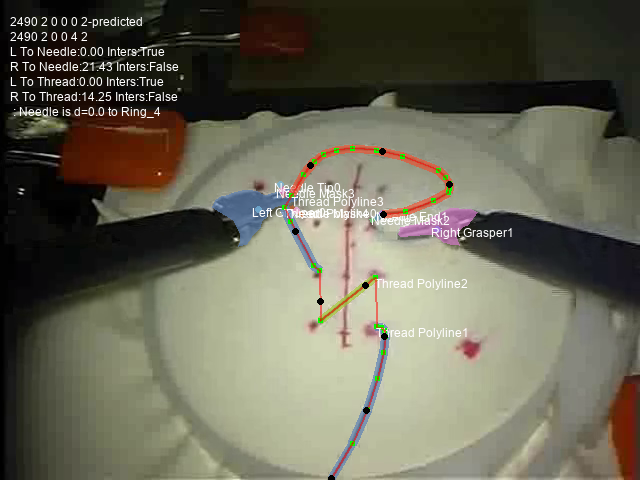 2490 2 0 0 0 2-predicted
2490 2 0 0 4 2
L To Needle:0.00 Inters:True
R To Needle:21.43 Inters:False
L To Thread:0.00 Inters:True
R To Thread:14.25 Inters:False
: Needle is d=0.0 to Ring_4
Needle Tip0
Needle Mask3
Thread Polyline3
Left
Needle Mask2
End1
Right Grasper1
Thread Polyline2
Thread Polyline1